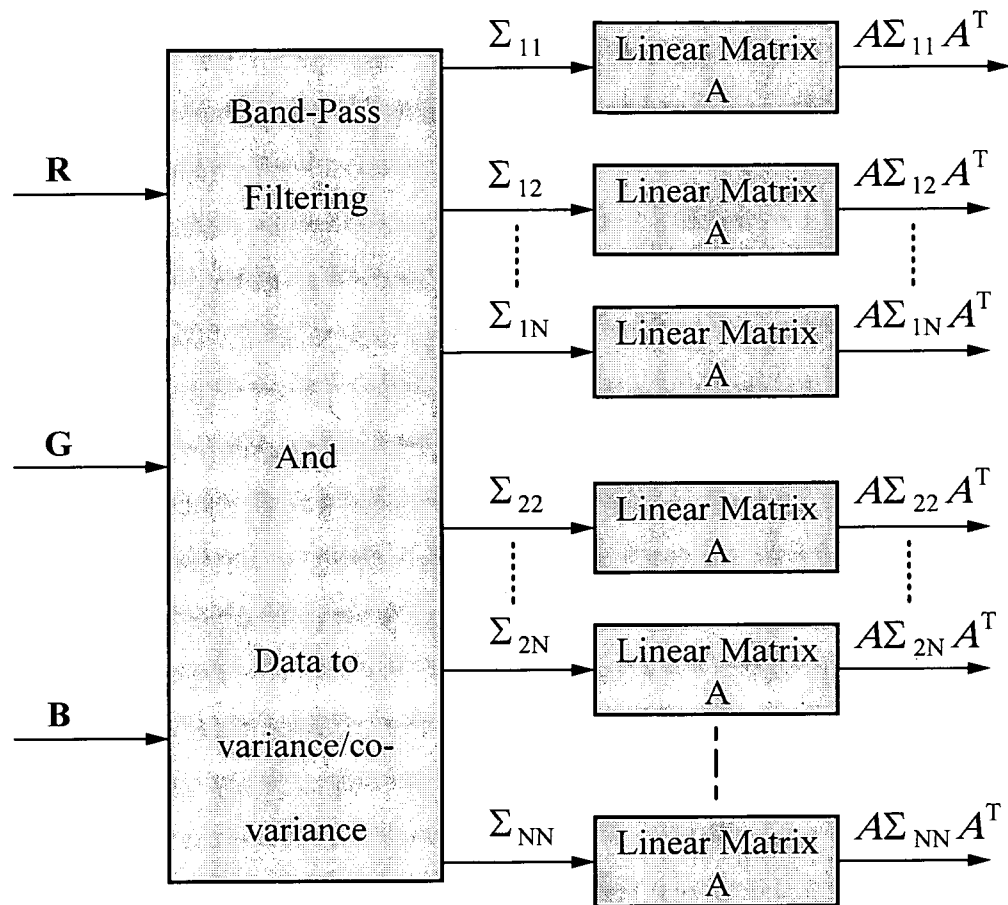 R
G
B
Band-Pass
Filtering
And
Data to
variance/co-
variance
Σ₁₁
Linear Matrix
A
AΣ₁₁Aᵀ
Σ₁₂
Linear Matrix
A
AΣ₁₂Aᵀ
Σ₁N
Linear Matrix
A
AΣ₁NAᵀ
Σ₂₂
Linear Matrix
A
AΣ₂₂Aᵀ
Σ₂N
Linear Matrix
A
AΣ₂NAᵀ
ΣNN
Linear Matrix
A
AΣNNAᵀ